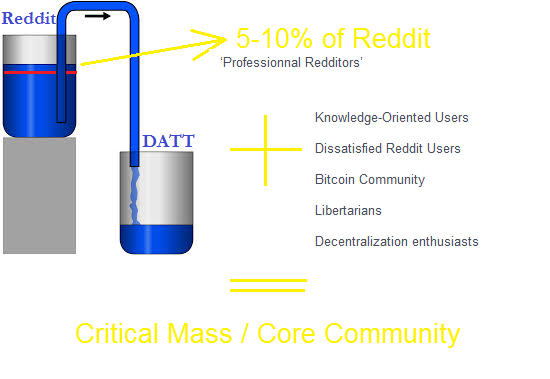 Reddit
5-10% of Reddit
‘Professionnal Redditors’
DATT
Knowledge-Oriented Users
Dissatisfied Reddit Users
Bitcoin Community
Libertarians
Decentralization enthusiasts
Critical Mass / Core Community